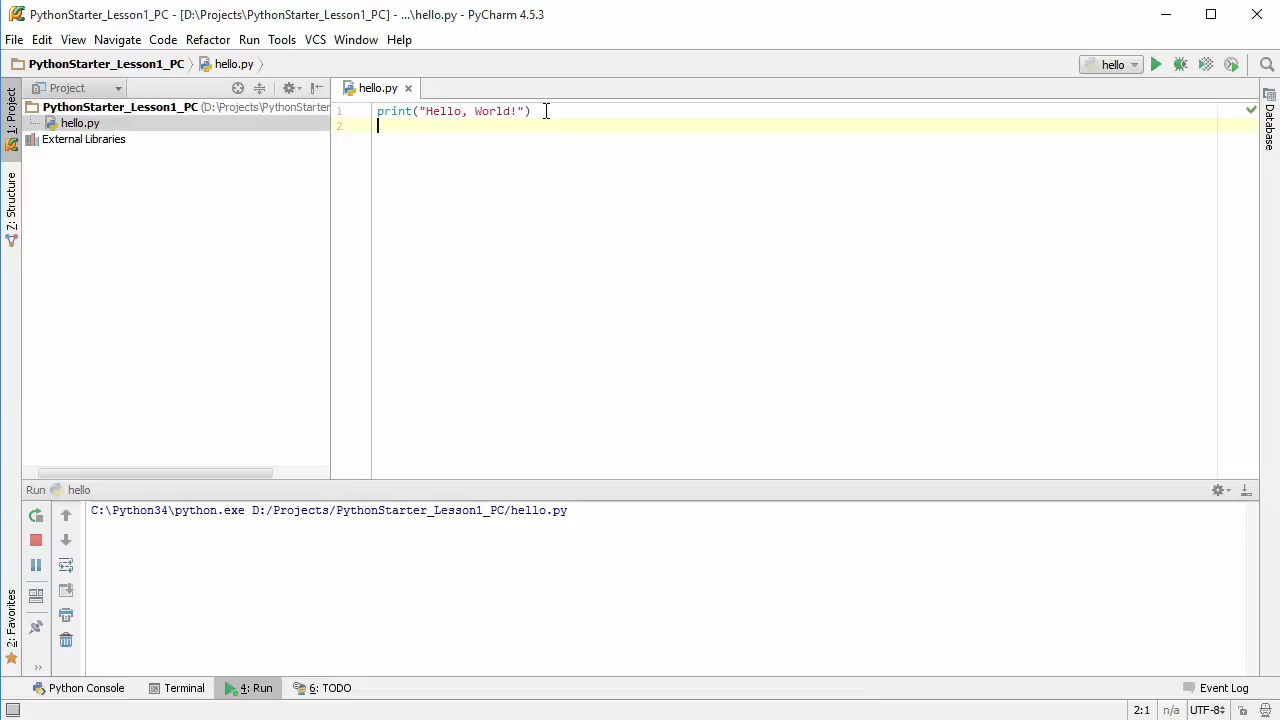 PythonStarter_Lesson1_PC - [D:\Projects\PythonStarter_Lesson1_PC] - ...\hello.py - PyCharm 4.5.3
File Edit View Navigate Code Refactor Run Tools VCS Window Help
PythonStarter_Lesson1_PC hello.py hello
1: Project
Project
PythonStarter_Lesson1_PC (D:\Projects\PythonStarter
hello.py
External Libraries
Z: Structure
hello.py
1 print("Hello, World!")
2
Database
Run hello
C:\Python34\python.exe D:/Projects/PythonStarter_Lesson1_PC/hello.py
2: Favorites
Python Console Terminal 4: Run 6: TODO Event Log
2:1 n/a UTF-8